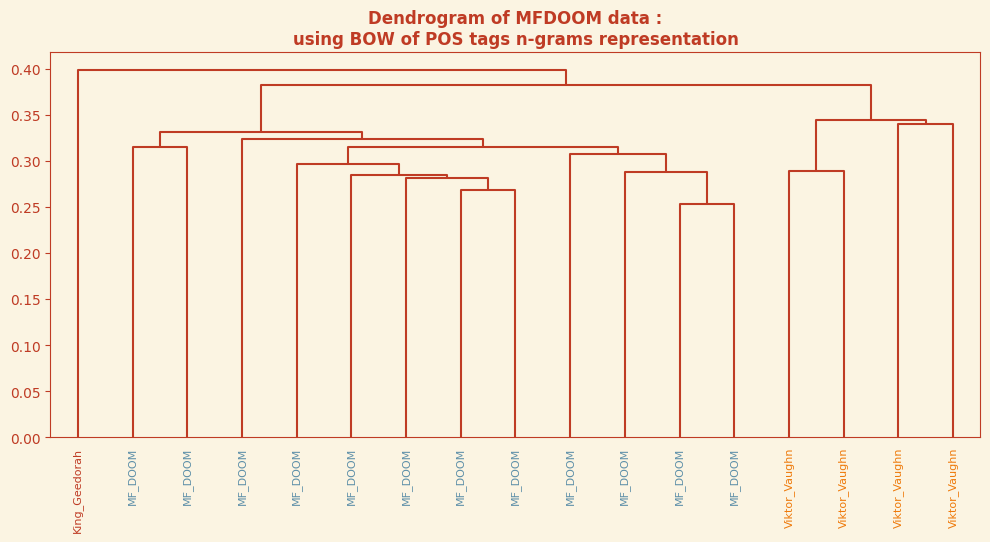 Dendrogram of MFDOOM data :
using BOW of POS tags n-grams representation
0.40
0.35
0.30
0.25
0.20
0.15
0.10
0.05
0.00
King_Geedorah
MF_DOOM
MF_DOOM
MF_DOOM
MF_DOOM
MF_DOOM
MF_DOOM
MF_DOOM
MF_DOOM
MF_DOOM
MF_DOOM
MF_DOOM
MF_DOOM
Viktor_Vaughn
Viktor_Vaughn
Viktor_Vaughn
Viktor_Vaughn